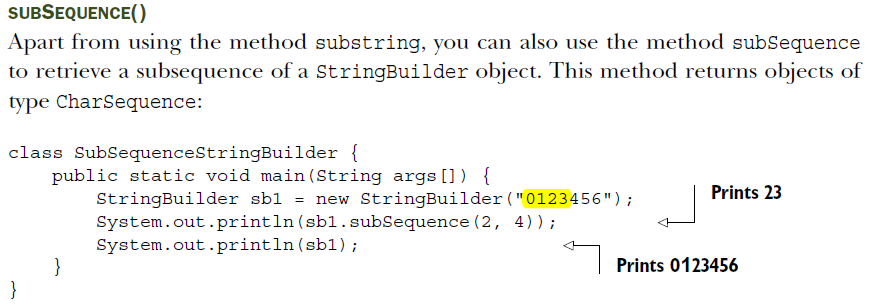 SUBSEQUENCE()
Apart from using the method substring, you can also use the method subSequence
to retrieve a subsequence of a StringBuilder object. This method returns objects of
type CharSequence:
class SubSequenceStringBuilder {
public static void main(String args[]) {
StringBuilder sb1 = new StringBuilder("0123456");
Prints 23
System.out.println(sb1.subSequence(2, 4));
System.out.println(sb1);
Prints 0123456
}
}